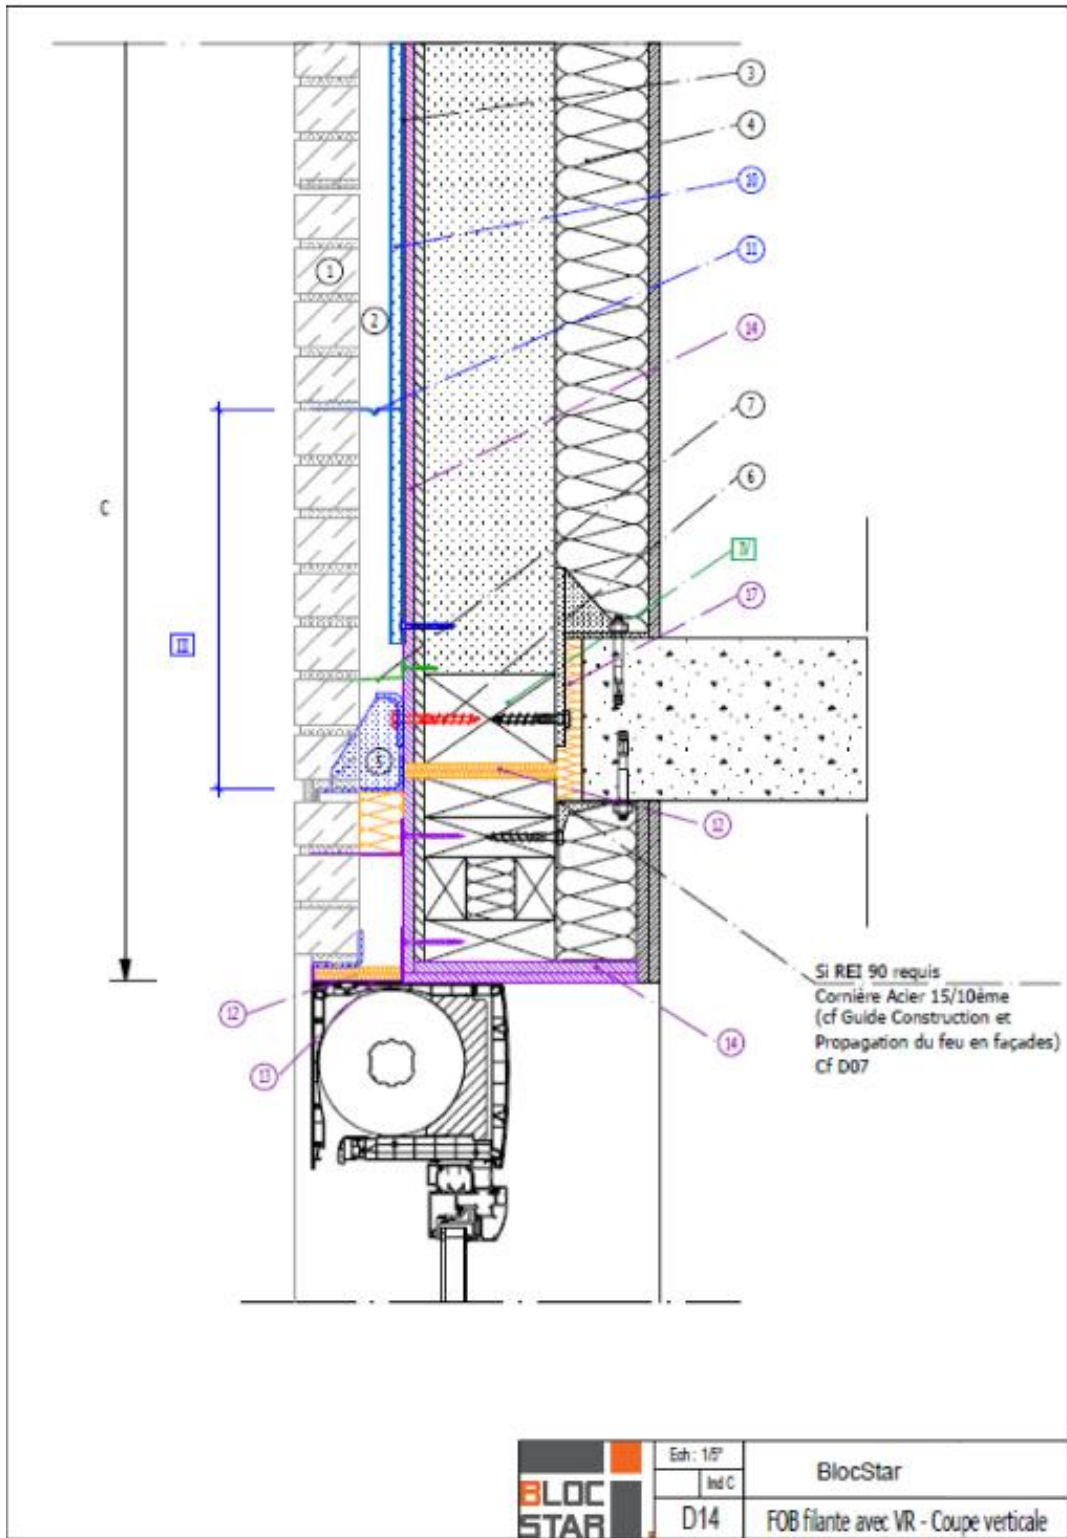 3
4
10
11
1
2
14
7
C
6
IV
III
17
5
12
Si REI 90 requis
Cornière Acier 15/10ème
(cf Guide Construction et
Propagation du feu en façades)
Cf D07
12
14
13
BLOC
STAR
Ech : 1/5°
Ind C
BlocStar
D14
FOB filante avec VR - Coupe verticale